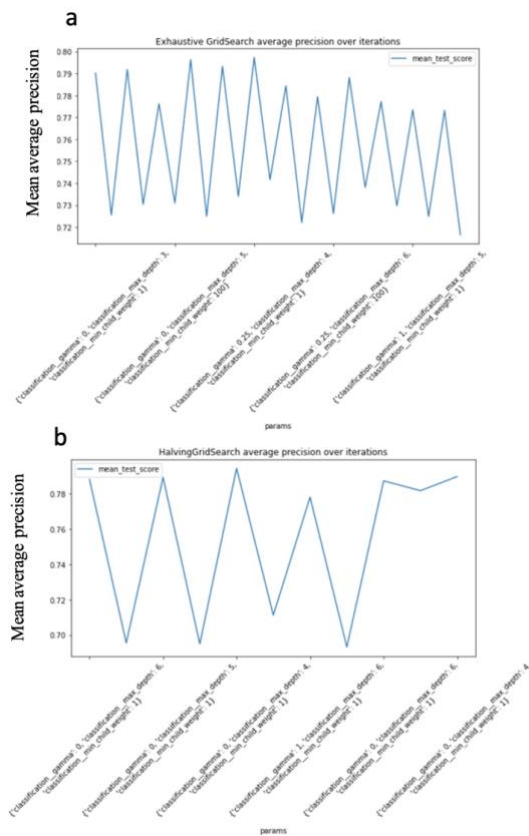 a
Exhaustive GridSearch average precision over iterations
mean_test_score
Mean average precision
0.80
0.79
0.78
0.77
0.76
0.75
0.74
0.73
0.72
{'classification__gamma': 0, 'classification__max_depth': 3,
'classification__min_child_weight': 1}
{'classification__gamma': 0, 'classification__max_depth': 5,
'classification__min_child_weight': 100}
{'classification__gamma': 0.25, 'classification__max_depth': 4,
'classification__min_child_weight': 1}
{'classification__gamma': 0.25, 'classification__max_depth': 6,
'classification__min_child_weight': 100}
{'classification__gamma': 1, 'classification__max_depth': 5,
'classification__min_child_weight': 1}
params
b
HalvingGridSearch average precision over iterations
mean_test_score
Mean average precision
0.78
0.76
0.74
0.72
0.70
{'classification__gamma': 0, 'classification__max_depth': 6,
'classification__min_child_weight': 1}
{'classification__gamma': 0, 'classification__max_depth': 5,
'classification__min_child_weight': 1}
{'classification__gamma': 0, 'classification__max_depth': 4,
'classification__min_child_weight': 1}
{'classification__gamma': 1, 'classification__max_depth': 6,
'classification__min_child_weight': 1}
{'classification__gamma': 0, 'classification__max_depth': 6,
'classification__min_child_weight': 1}
{'classification__gamma': 0, 'classification__max_depth': 4
'classification__min_child_weight': 1}
params